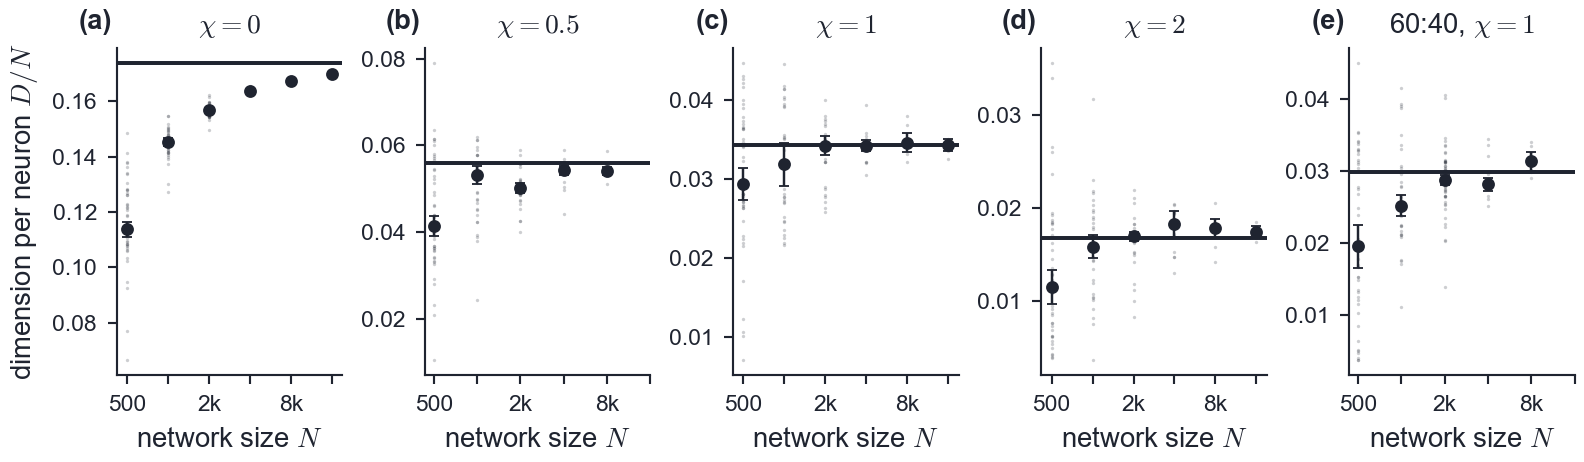 (a) χ = 0
(b) χ = 0.5
(c) χ = 1
(d) χ = 2
(e) 60:40, χ = 1
dimension per neuron D/N
0.16
0.14
0.12
0.10
0.08
500 2k 8k
network size N
0.08
0.06
0.04
0.02
500 2k 8k
network size N
0.04
0.03
0.02
0.01
500 2k 8k
network size N
0.03
0.02
0.01
500 2k 8k
network size N
0.04
0.03
0.02
0.01
500 2k 8k
network size N